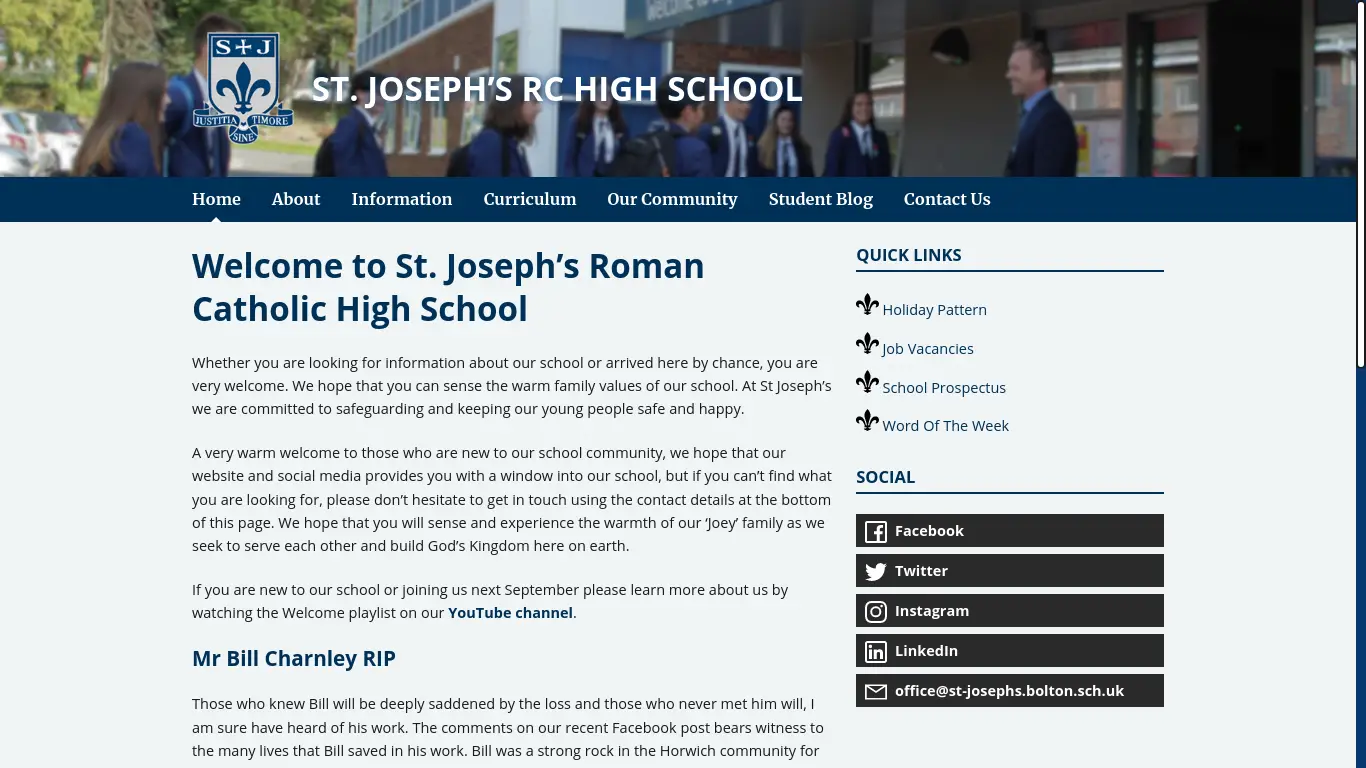 Welcome to
S J
JUSTITIA TIMORE
SINE
ST. JOSEPH’S RC HIGH SCHOOL
Home About Information Curriculum Our Community Student Blog Contact Us
Welcome to St. Joseph’s Roman
Catholic High School
Whether you are looking for information about our school or arrived here by chance, you are
very welcome. We hope that you can sense the warm family values of our school. At St Joseph’s
we are committed to safeguarding and keeping our young people safe and happy.
A very warm welcome to those who are new to our school community, we hope that our
website and social media provides you with a window into our school, but if you can’t find what
you are looking for, please don’t hesitate to get in touch using the contact details at the bottom
of this page. We hope that you will sense and experience the warmth of our ‘Joey’ family as we
seek to serve each other and build God’s Kingdom here on earth.
If you are new to our school or joining us next September please learn more about us by
watching the Welcome playlist on our YouTube channel.
Mr Bill Charnley RIP
Those who knew Bill will be deeply saddened by the loss and those who never met him will, I
am sure have heard of his work. The comments on our recent Facebook post bears witness to
the many lives that Bill saved in his work. Bill was a strong rock in the Horwich community for
QUICK LINKS
Holiday Pattern
Job Vacancies
School Prospectus
Word Of The Week
SOCIAL
Facebook
Twitter
Instagram
LinkedIn
office@st-josephs.bolton.sch.uk